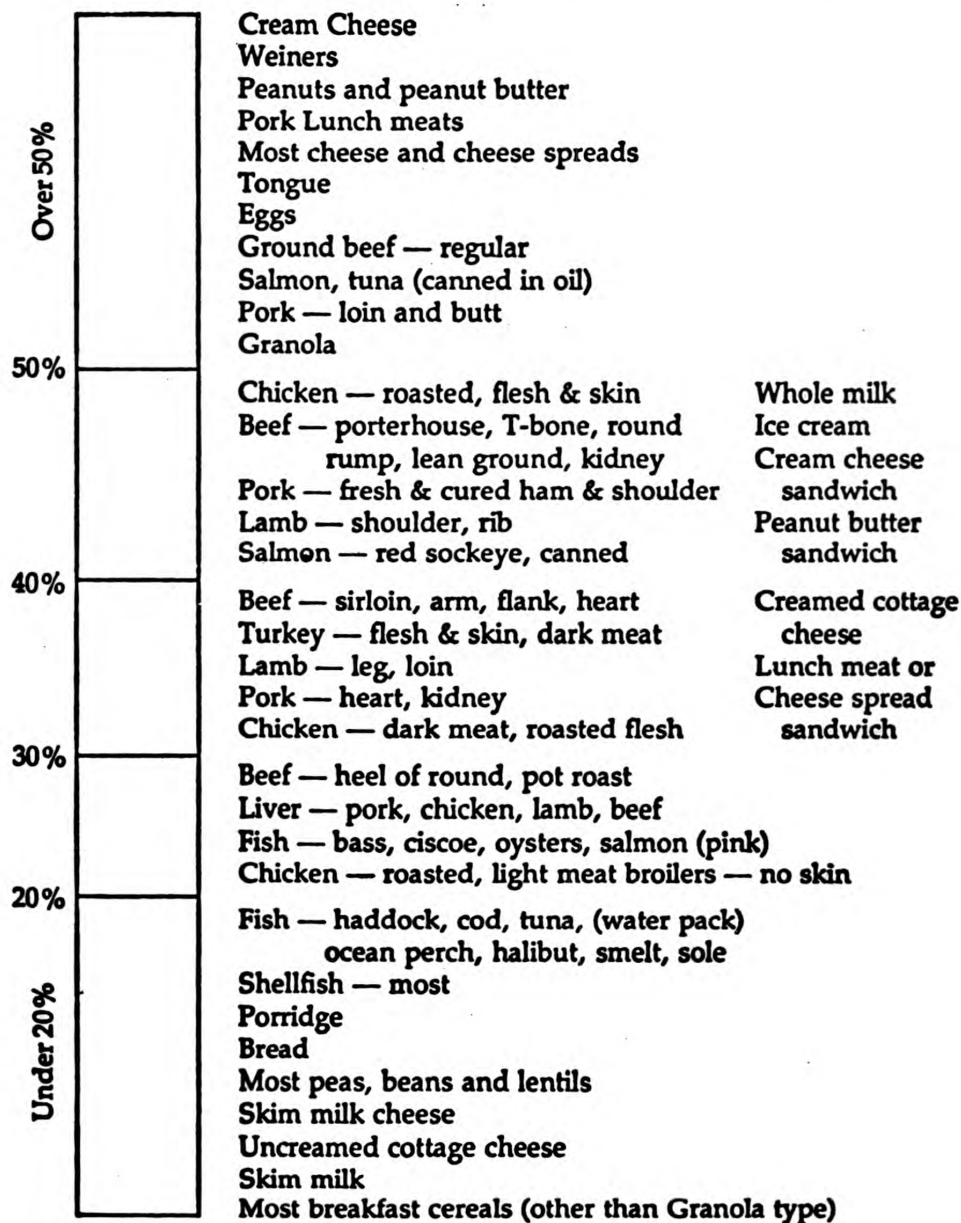 Over 50%
Cream Cheese
Weiners
Peanuts and peanut butter
Pork Lunch meats
Most cheese and cheese spreads
Tongue
Eggs
Ground beef — regular
Salmon, tuna (canned in oil)
Pork — loin and butt
Granola
50%
Chicken — roasted, flesh & skin
Beef — porterhouse, T-bone, round
rump, lean ground, kidney
Pork — fresh & cured ham & shoulder
Lamb — shoulder, rib
Salmon — red sockeye, canned
Whole milk
Ice cream
Cream cheese
sandwich
Peanut butter
sandwich
40%
Beef — sirloin, arm, flank, heart
Turkey — flesh & skin, dark meat
Lamb — leg, loin
Pork — heart, kidney
Chicken — dark meat, roasted flesh
Creamed cottage
cheese
Lunch meat or
Cheese spread
sandwich
30%
Beef — heel of round, pot roast
Liver — pork, chicken, lamb, beef
Fish — bass, ciscoe, oysters, salmon (pink)
Chicken — roasted, light meat broilers — no skin
20%
Under 20%
Fish — haddock, cod, tuna, (water pack)
ocean perch, halibut, smelt, sole
Shellfish — most
Porridge
Bread
Most peas, beans and lentils
Skim milk cheese
Uncreamed cottage cheese
Skim milk
Most breakfast cereals (other than Granola type)